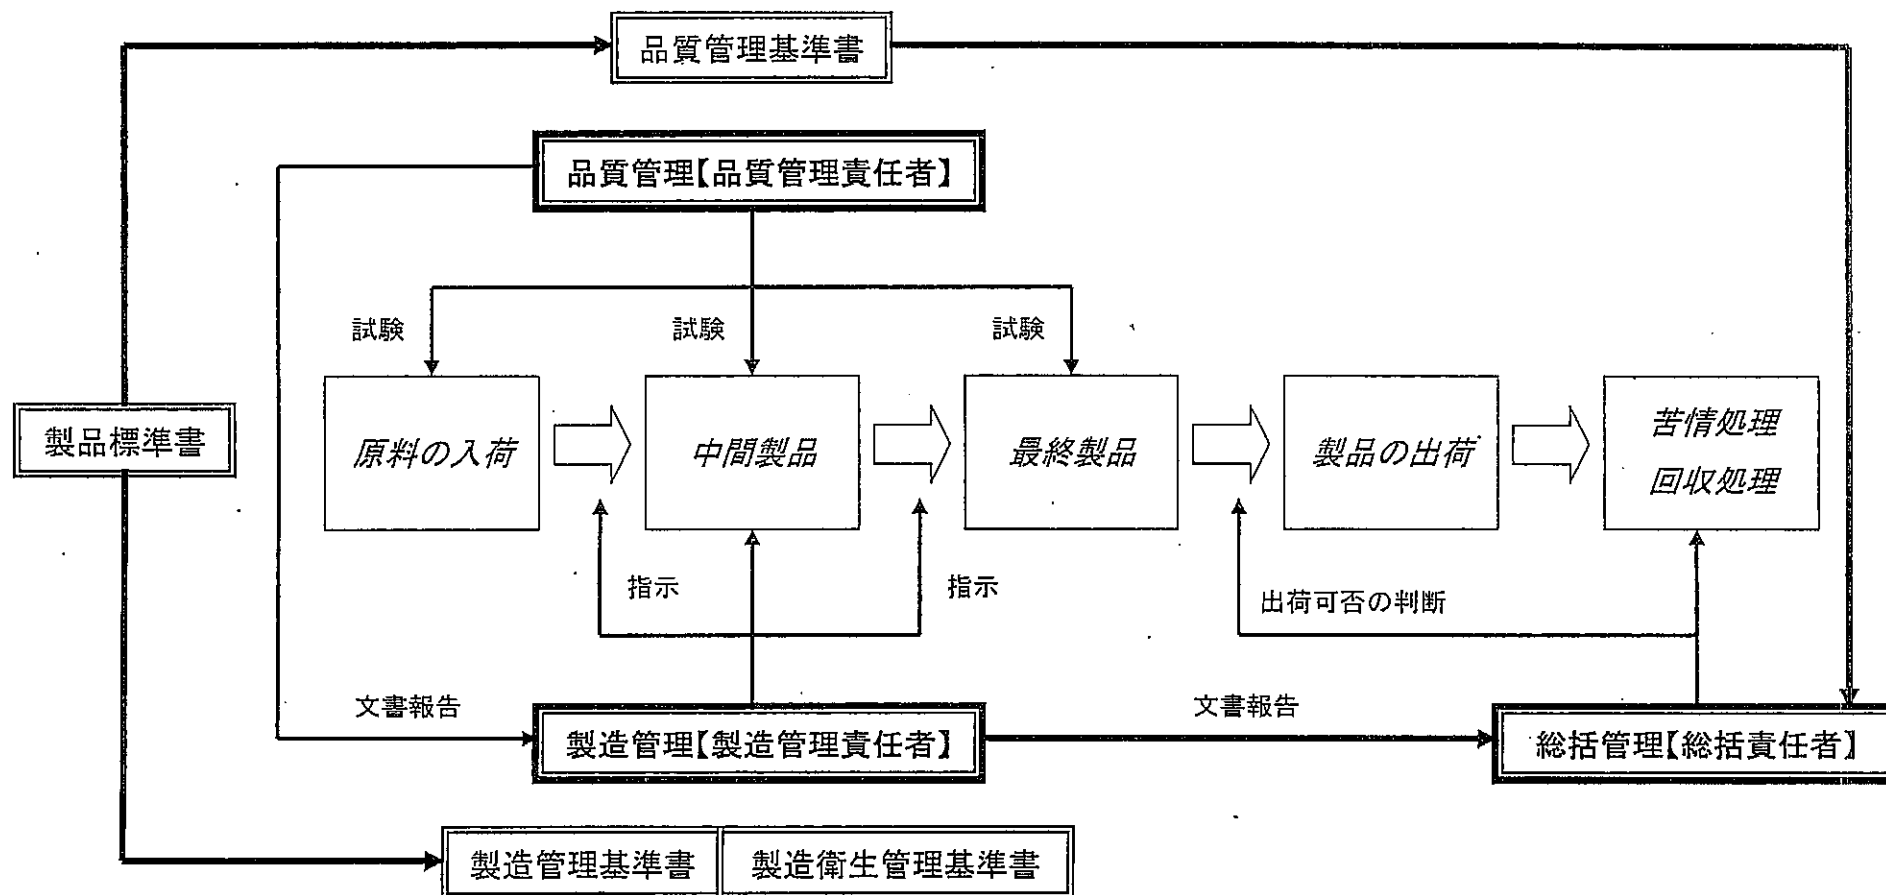 品質管理基準書
品質管理【品質管理責任者】
試験
試験
試験
製品標準書
原料の入荷
中間製品
最終製品
製品の出荷
苦情処理
回収処理
指示
指示
出荷可否の判断
文書報告
文書報告
製造管理【製造管理責任者】
総括管理【総括責任者】
製造管理基準書
製造衛生管理基準書